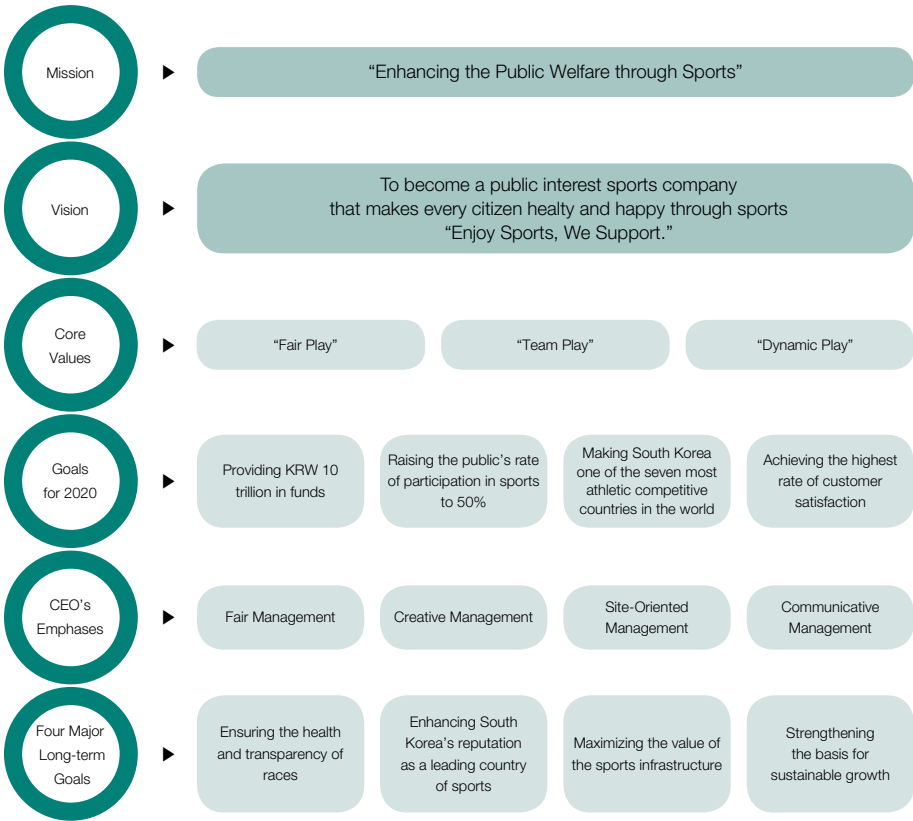 Mission
“Enhancing the Public Welfare through Sports”
Vision
To become a public interest sports company
that makes every citizen healty and happy through sports
“Enjoy Sports, We Support.”
Core
Values
“Fair Play”
“Team Play”
“Dynamic Play”
Goals
for 2020
Providing KRW 10
trillion in funds
Raising the public’s rate
of participation in sports
to 50%
Making South Korea
one of the seven most
athletic competitive
countries in the world
Achieving the highest
rate of customer
satisfaction
CEO’s
Emphases
Fair Management
Creative Management
Site-Oriented
Management
Communicative
Management
Four Major
Long-term
Goals
Ensuring the health
and transparency of
races
Enhancing South
Korea’s reputation
as a leading country
of sports
Maximizing the value of
the sports infrastructure
Strengthening
the basis for
sustainable growth